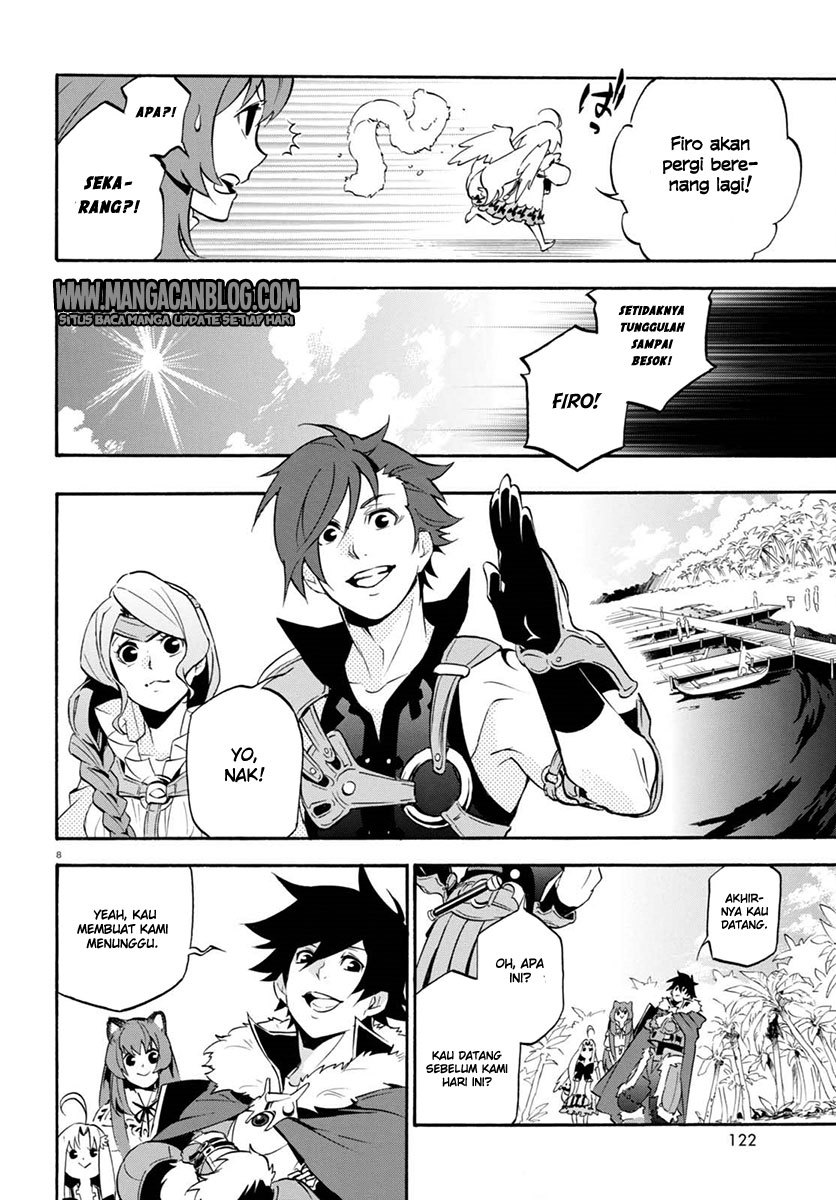 Firo akan
pergi bere-
nang lagi!
ばっ
APA?!
SEKA-
RANG?!
WWW.MANGACANBLOG.COM
SITUS BACA MANGA UPDATE SETIAP HARI
SETIDAKNYA
TUNGGULAH
SAMPAI
BESOK!
FIRO!
YO,
NAK!
8
AKHIR-
NYA KAU
DATANG.
OH, APA
INI?
KAU DATANG
SEBELUM KAMI
HARI INI?
YEAH, KAU
MEMBUAT KAMI
MENUNGGU.
122